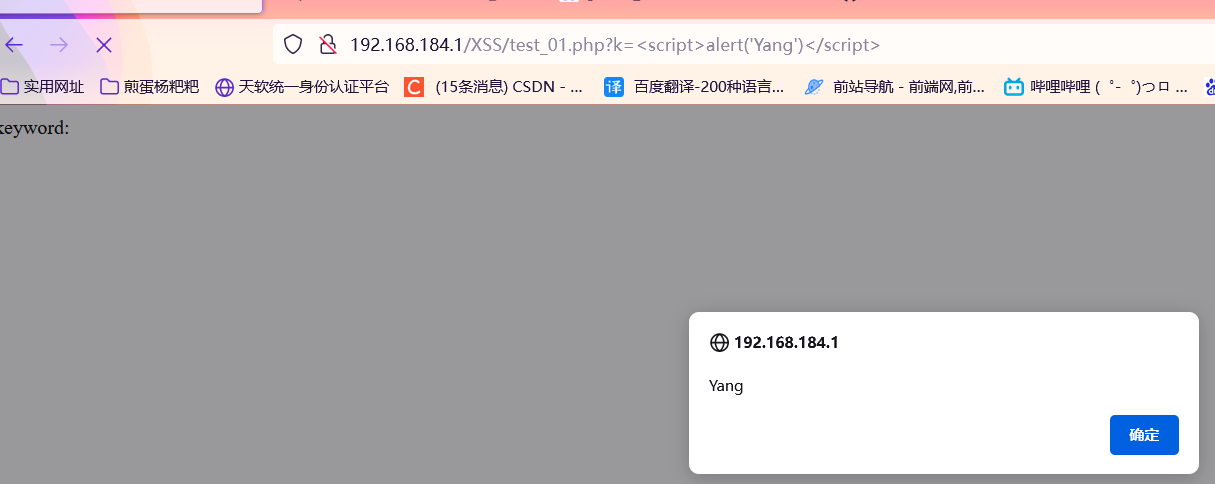 192.168.184.1/XSS/test_01.php?k=<script>alert('Yang')</script>
实用网址 煎蛋杨粑粑 天软统一身份认证平台 C (15条消息) CSDN - ... 译 百度翻译-200种语言... 前站导航 - 前端网,前... 哔哩哔哩 (゜-゜)つロ ...
keyword:
192.168.184.1
Yang
确定